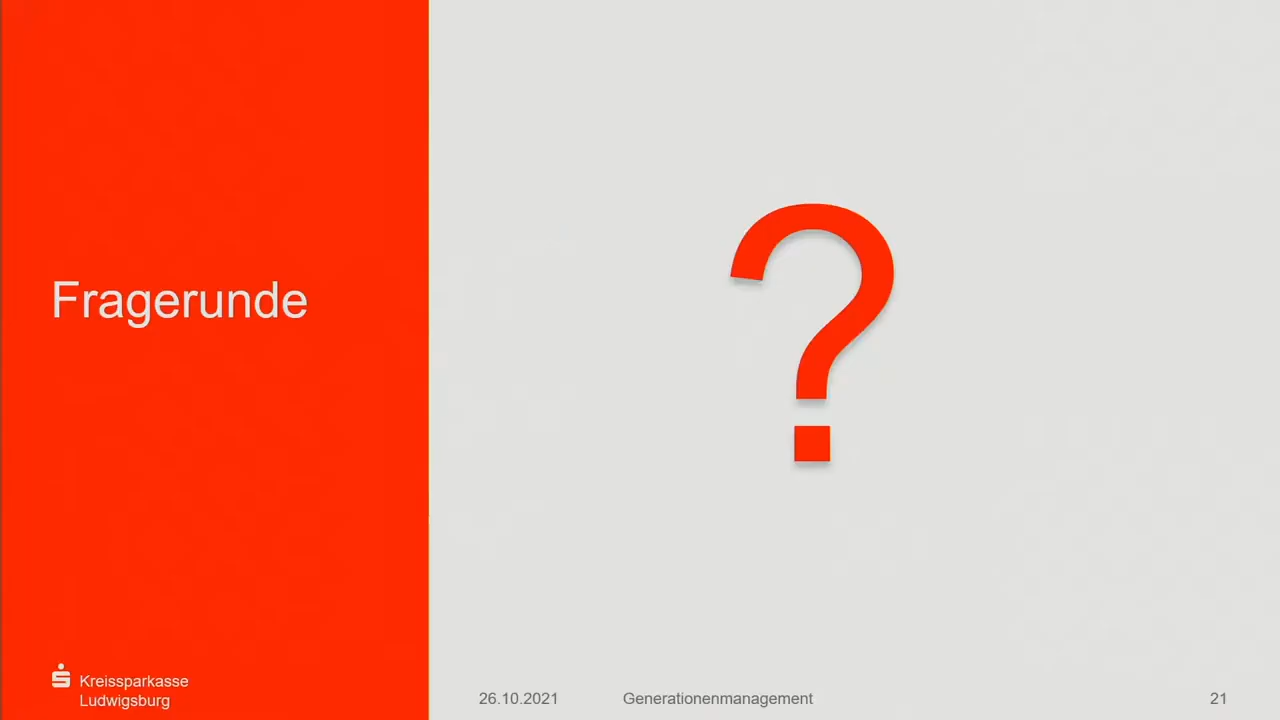 Fragerunde
?
Kreissparkasse
Ludwigsburg
26.10.2021 Generationenmanagement 21